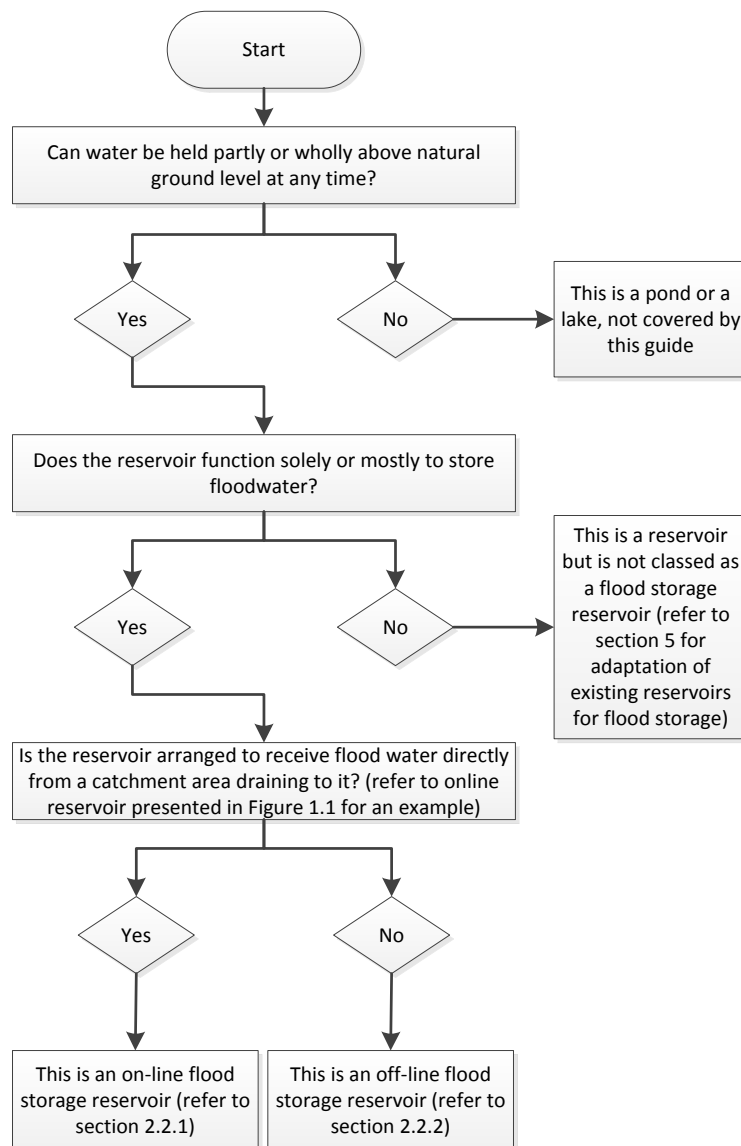 Start
Can water be held partly or wholly above natural
ground level at any time?
Yes
No
This is a pond or a
lake, not covered by
this guide
Does the reservoir function solely or mostly to store
floodwater?
Yes
No
This is a reservoir
but is not classed as
a flood storage
reservoir (refer to
section 5 for
adaptation of
existing reservoirs
for flood storage)
Is the reservoir arranged to receive flood water directly
from a catchment area draining to it? (refer to online
reservoir presented in Figure 1.1 for an example)
Yes
No
This is an on-line flood
storage reservoir (refer to
section 2.2.1)
This is an off-line flood
storage reservoir (refer to
section 2.2.2)